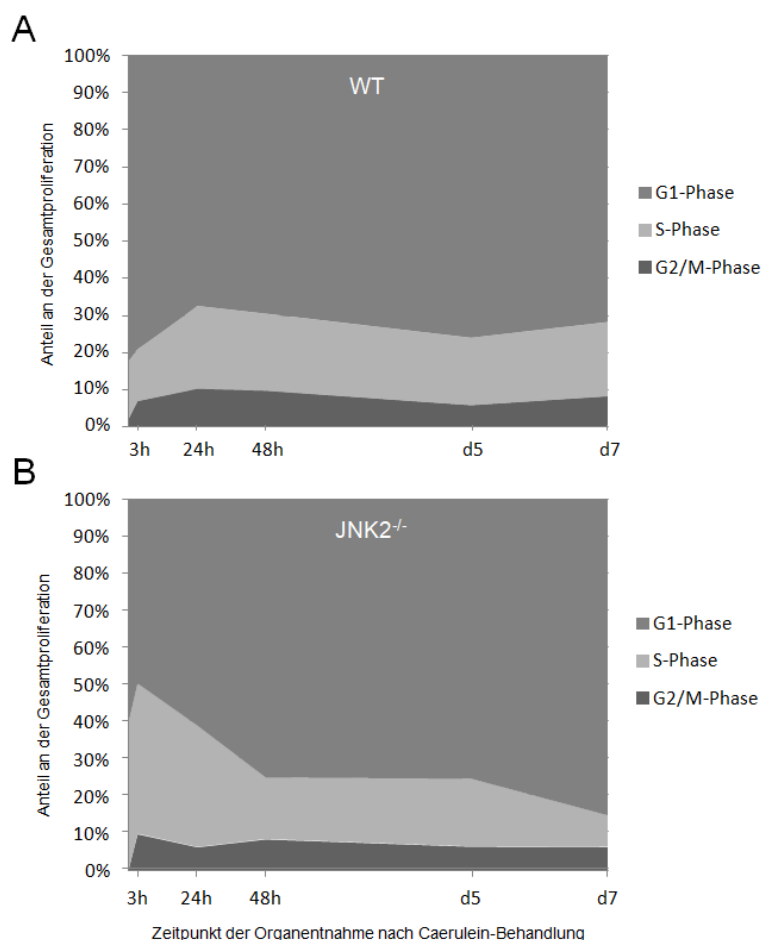 A
100%
90%
80%
70%
60%
50%
40%
30%
20%
10%
0%
Anteil an der Gesamtproliferation
WT
G1-Phase
S-Phase
G2/M-Phase
3h 24h 48h d5 d7
B
100%
90%
80%
70%
60%
50%
40%
30%
20%
10%
0%
Anteil an der Gesamtproliferation
JNK2-/-
G1-Phase
S-Phase
G2/M-Phase
3h 24h 48h d5 d7
Zeitpunkt der Organentnahme nach Caerulein-Behandlung